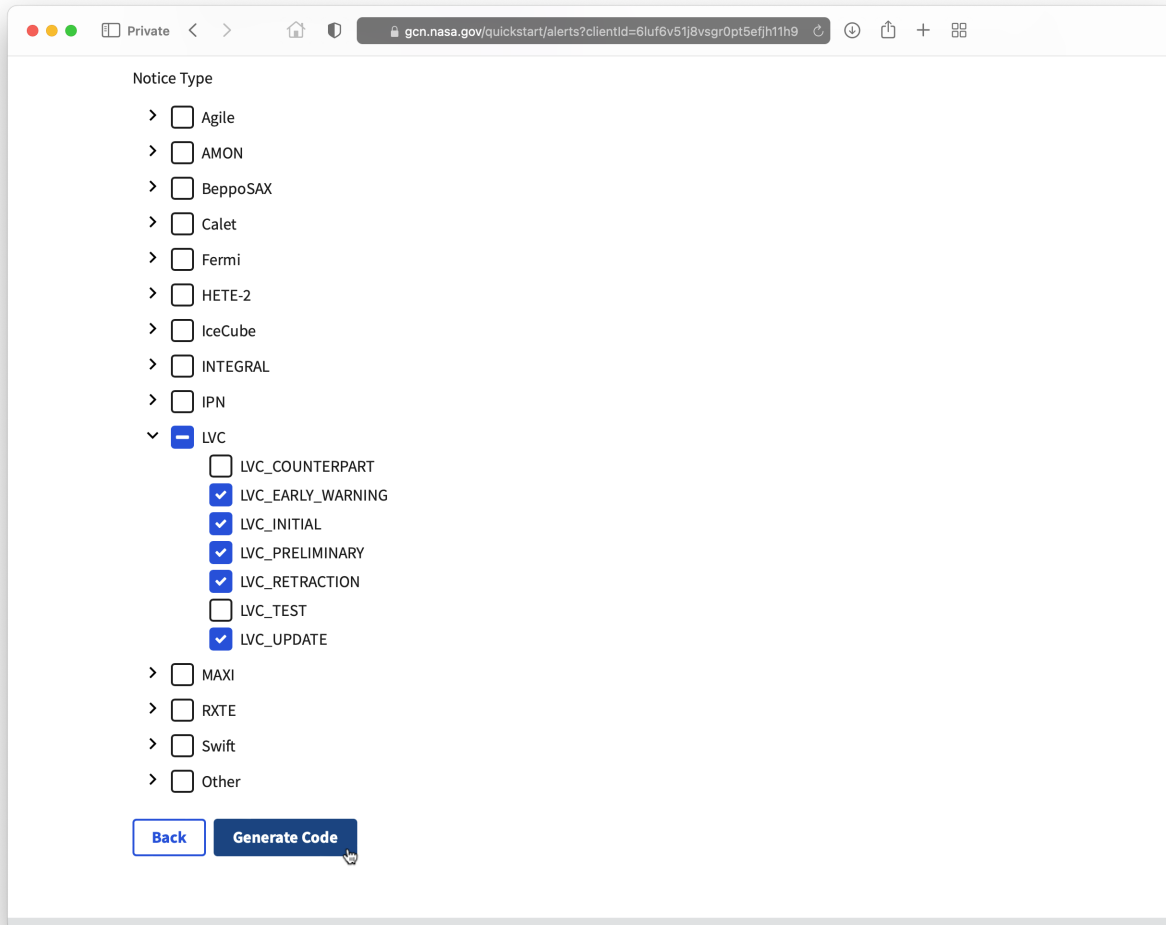 Private
gcn.nasa.gov/quickstart/alerts?clientId=6luf6v51j8vsgr0pt5efjh11h9
Notice Type
Agile
AMON
BeppoSAX
Calet
Fermi
HETE-2
IceCube
INTEGRAL
IPN
LVC
LVC_COUNTERPART
LVC_EARLY_WARNING
LVC_INITIAL
LVC_PRELIMINARY
LVC_RETRACTION
LVC_TEST
LVC_UPDATE
MAXI
RXTE
Swift
Other
Back Generate Code